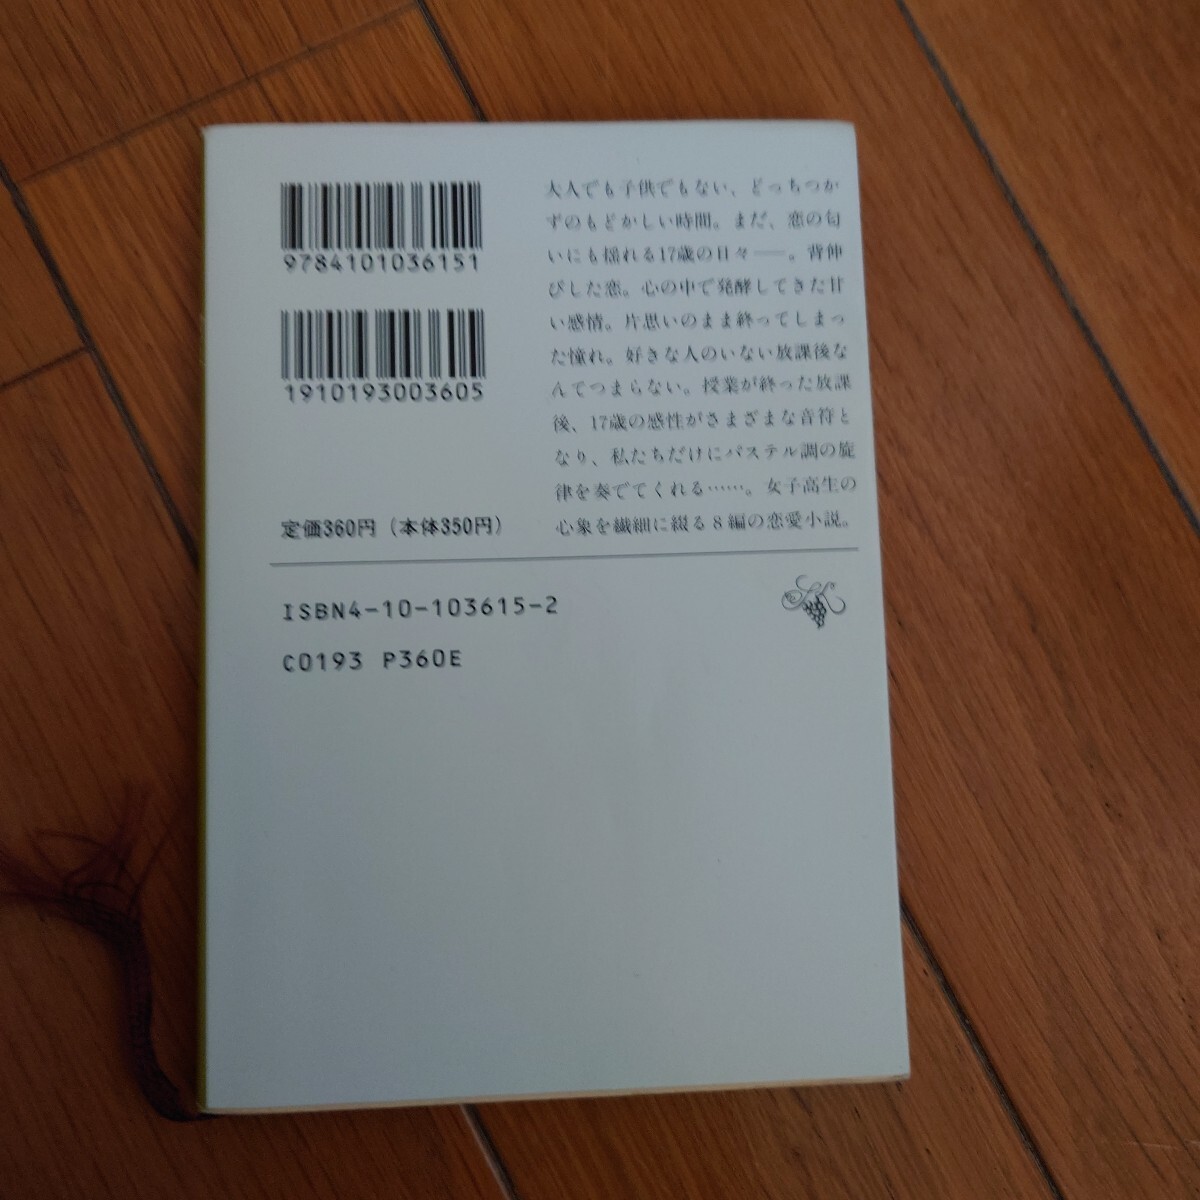 9784101036151
1910193003605
定価360円（本体350円）
大人でも子供でもない、どっちつか
ずのもどかしい時間。まだ、恋の匂
いにも揺れる17歳の日々――。背伸
びした恋。心の中で発酵してきた甘
い感情。片思いのまま終ってしまっ
た憧れ。好きな人のいない放課後な
んてつまらない。授業が終った放課
後、17歳の感性がさまざまな音符と
なり、私たちだけにパステル調の旋
律を奏でてくれる……。女子高生の
心象を繊細に綴る8編の恋愛小説。
ISBN4-10-103615-2
C0193 P360E